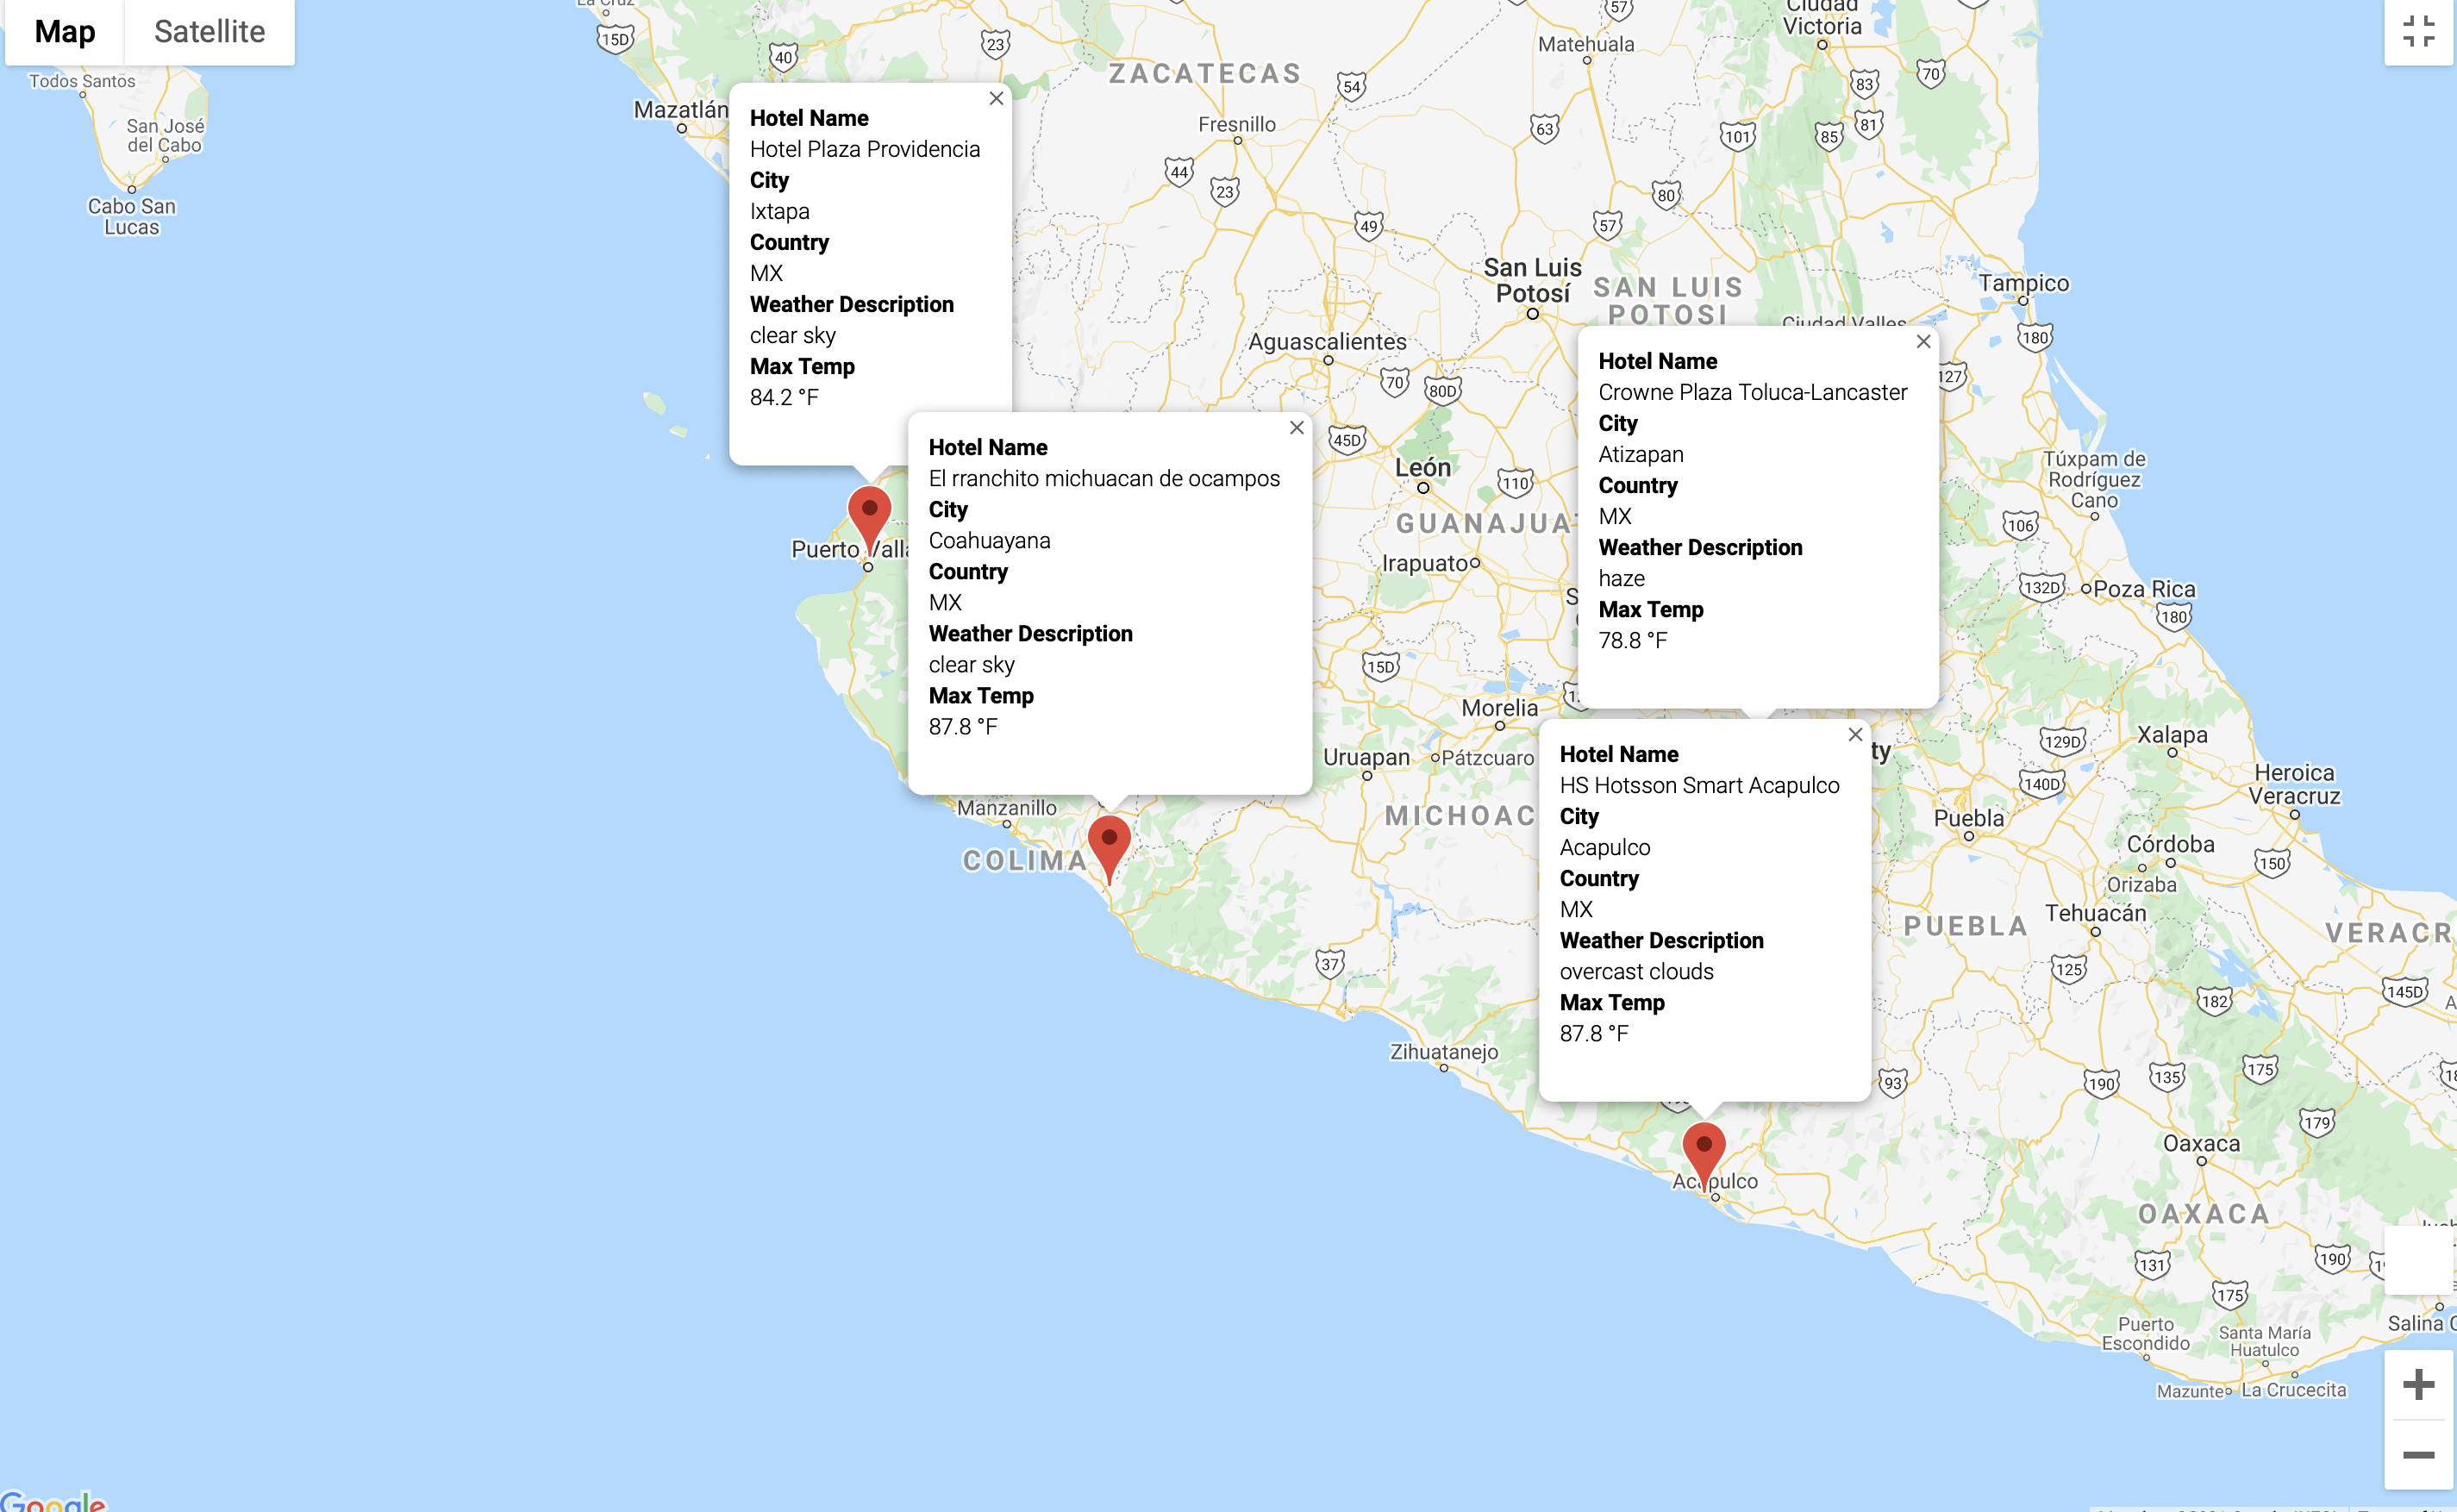 Map
Satellite
La Cruz
15D
40
23
ZACATECAS
54
57
Matehuala
Ciudad
Victoria
70
83
81
85
101
63
Todos Santos
San José
del Cabo
Cabo San
Lucas
Mazatlán
Fresnillo
44
23
49
80
57
San Luis
Potosí
SAN LUIS
POTOSI
Ciudad Valles
Tampico
180
127
Aguascalientes
70
80D
45D
León
110
GUANAJUA
Irapuato
Túxpam de
Rodríguez
Cano
106
132D
Poza Rica
180
Hotel Name
Hotel Plaza Providencia
City
Ixtapa
Country
MX
Weather Description
clear sky
Max Temp
84.2 °F
Hotel Name
El rranchito michuacan de ocampos
City
Coahuayana
Country
MX
Weather Description
clear sky
Max Temp
87.8 °F
Hotel Name
Crowne Plaza Toluca-Lancaster
City
Atizapan
Country
MX
Weather Description
haze
Max Temp
78.8 °F
Hotel Name
HS Hotsson Smart Acapulco
City
Acapulco
Country
MX
Weather Description
overcast clouds
Max Temp
87.8 °F
Puerto Valla
15D
Morelia
Uruapan
Pátzcuaro
MICHOAC
Manzanillo
COLIMA
37
Zihuatanejo
Acapulco
ty
129D
Xalapa
140D
Heroica
Veracruz
Puebla
Córdoba
150
Orizaba
PUEBLA
Tehuacán
VERACR
125
182
145D
93
190
135
175
179
Oaxaca
OAXACA
131
190
175
Salina C
Puerto
Escondido
Santa María
Huatulco
Mazunte
La Crucecita
Google